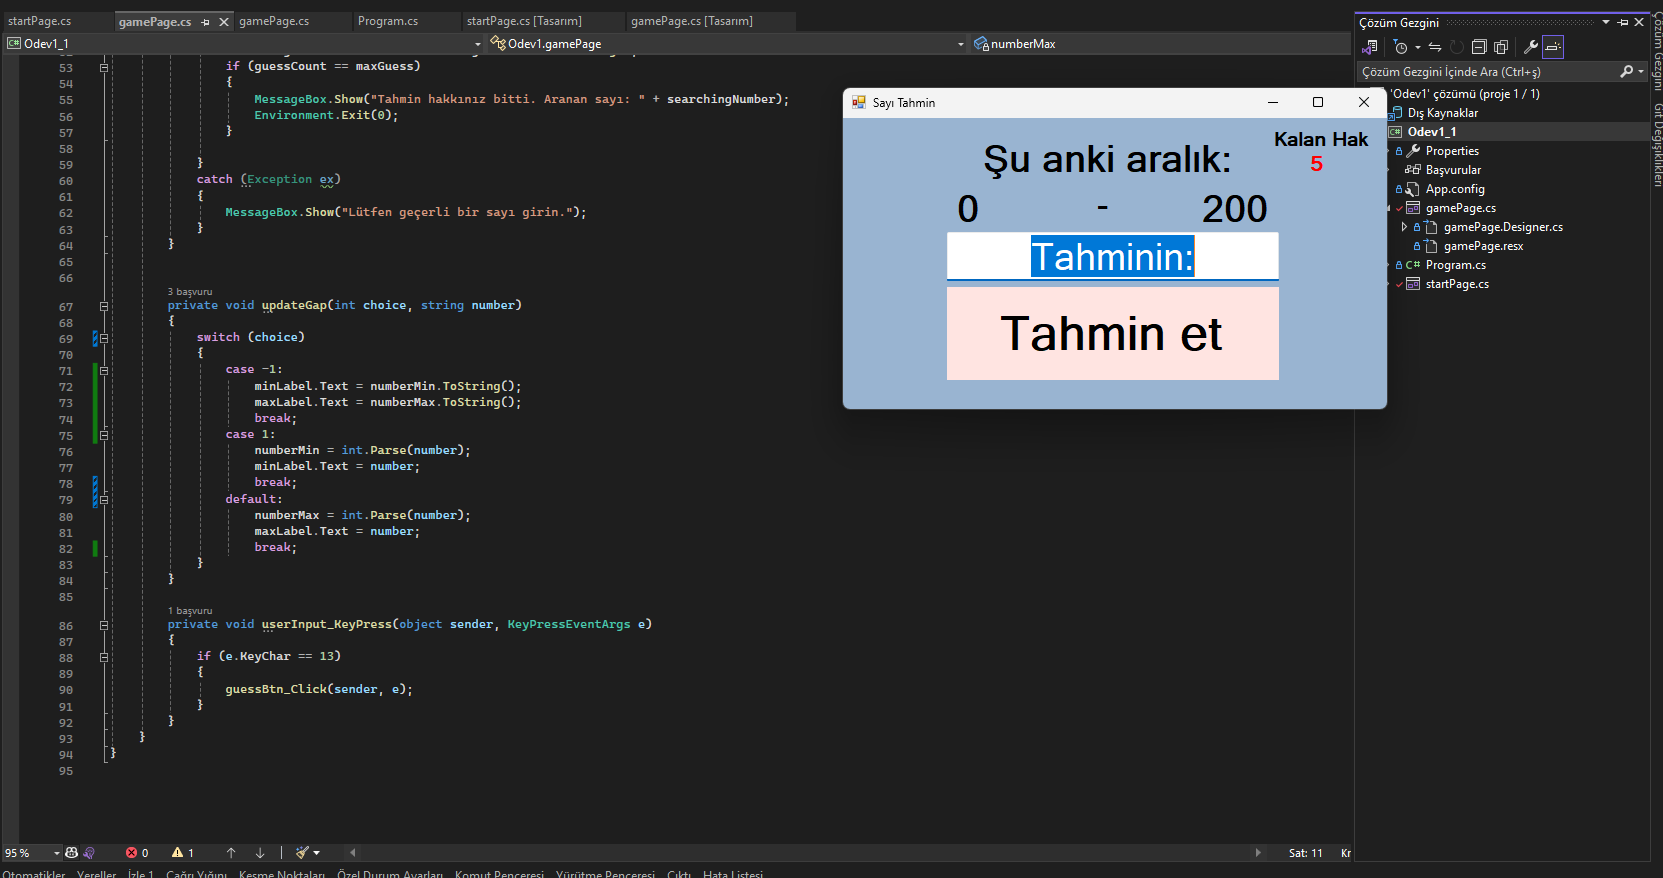 startPage.cs gamePage.cs gamePage.cs Program.cs startPage.cs [Tasarım] gamePage.cs [Tasarım]
Odev1_1 Odev1.gamePage numberMax
53 if (guessCount == maxGuess)
54 {
55 MessageBox.Show("Tahmin hakkınız bitti. Aranan sayı: " + searchingNumber);
56 Environment.Exit(0);
57 }
58
59 }
60 catch (Exception ex)
61 {
62 MessageBox.Show("Lütfen geçerli bir sayı girin.");
63 }
64 }
65
66
3 başvuru
67 private void updateGap(int choice, string number)
68 {
69 switch (choice)
70 {
71 case -1:
72 minLabel.Text = numberMin.ToString();
73 maxLabel.Text = numberMax.ToString();
74 break;
75 case 1:
76 numberMin = int.Parse(number);
77 minLabel.Text = number;
78 break;
79 default:
80 numberMax = int.Parse(number);
81 maxLabel.Text = number;
82 break;
83 }
84 }
85
1 başvuru
86 private void userInput_KeyPress(object sender, KeyPressEventArgs e)
87 {
88 if (e.KeyChar == 13)
89 {
90 guessBtn_Click(sender, e);
91 }
92 }
93 }
94 }
95
95 % 0 1 Sat: 11 Kr
Otomatikler Yereller İzle 1 Çağrı Yığını Kesme Noktaları Özel Durum Ayarları Komut Penceresi Yürütme Penceresi Çıktı Hata Listesi
Sayı Tahmin
Kalan Hak
5
Şu anki aralık:
0 - 200
Tahminin:
Tahmin et
Çözüm Gezgini
Çözüm Gezgini İçinde Ara (Ctrl+ş)
'Odev1' çözümü (proje 1 / 1)
Dış Kaynaklar
Odev1_1
Properties
Başvurular
App.config
gamePage.cs
gamePage.Designer.cs
gamePage.resx
Program.cs
startPage.cs
Çözüm Gezgini
Git Değişiklikleri